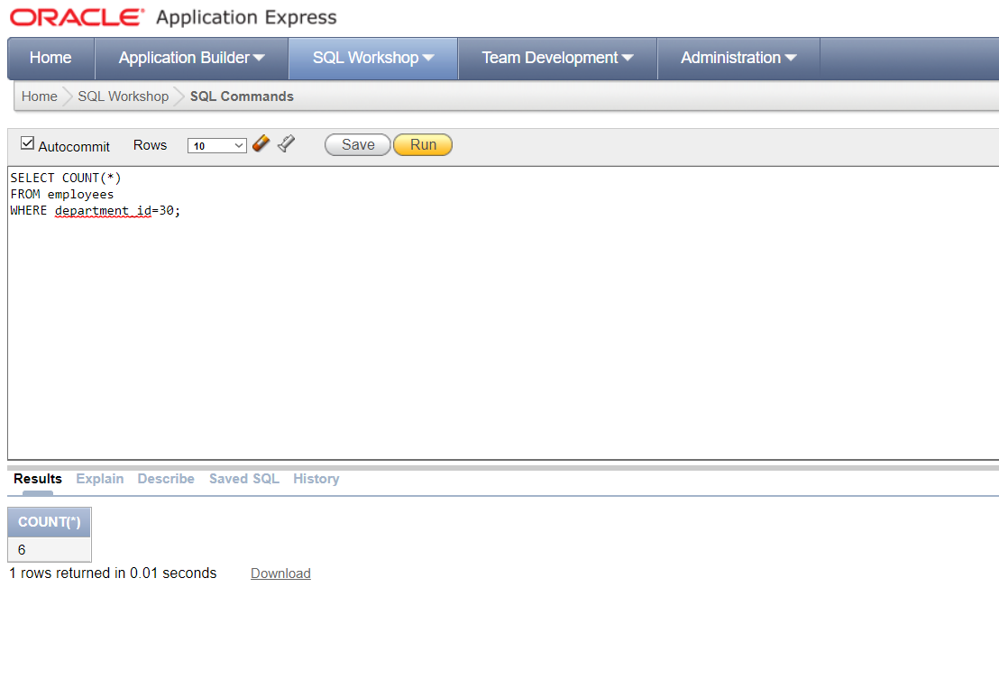 ORACLE Application Express
Home Application Builder SQL Workshop Team Development Administration
Home SQL Workshop SQL Commands
Autocommit Rows 10 Save Run
SELECT COUNT(*)
FROM employees
WHERE department_id=30;
Results Explain Describe Saved SQL History
COUNT(*)
6
1 rows returned in 0.01 seconds Download